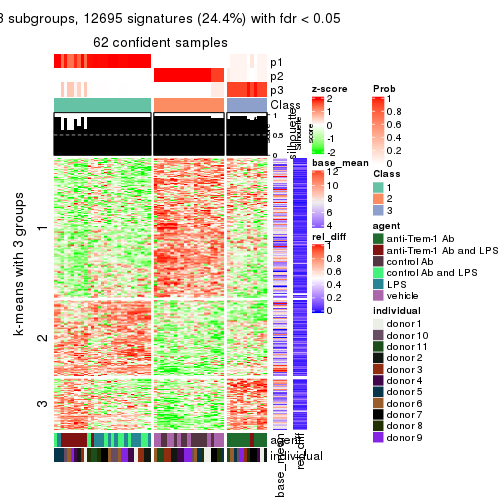 3 subgroups, 12695 signatures (24.4%) with fdr < 0.05
62 confident samples
p1
p2
p3
Class
silhouette
score
1
0.5
0
k-means with 3 groups
1
2
3
agent
individual
base_mean
rel_diff
z-score
2
1
0
-1
-2
base_mean
12
10
8
6
4
rel_diff
1
0.8
0.6
0.4
0.2
0
Prob
1
0.8
0.6
0.4
0.2
0
Class
1
2
3
agent
anti-Trem-1 Ab
anti-Trem-1 Ab and LPS
control Ab
control Ab and LPS
LPS
vehicle
individual
donor 1
donor 10
donor 11
donor 2
donor 3
donor 4
donor 5
donor 6
donor 7
donor 8
donor 9